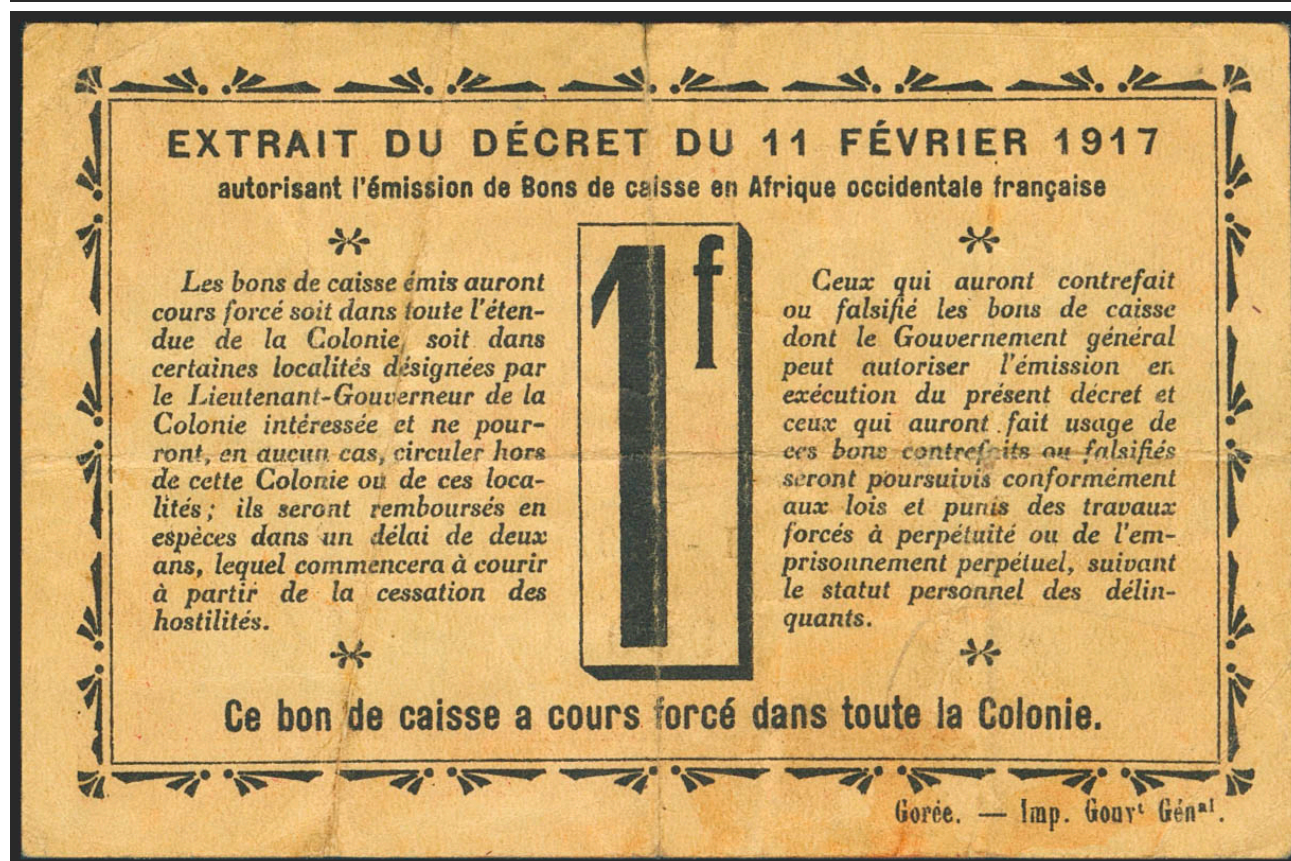 EXTRAIT DU DÉCRET DU 11 FÉVRIER 1917
autorisant l'émission de Bons de caisse en Afrique occidentale française
Les bons de caisse émis auront
cours forcé soit dans toute l'éten-
due de la Colonie, soit dans
certaines localités désignées par
le Lieutenant-Gouverneur de la
Colonie intéressée et ne pour-
ront, en aucun cas, circuler hors
de cette Colonie ou de ces loca-
lités; ils seront remboursés en
espèces dans un délai de deux
ans, lequel commencera à courir
à partir de la cessation des
hostilités.
1f
Ceux qui auront contrefait
ou falsifié les bons de caisse
dont le Gouvernement général
peut autoriser l'émission en
exécution du présent décret et
ceux qui auront fait usage de
ces bons contrefaits ou falsifiés
seront poursuivis conformément
aux lois et punis des travaux
forcés à perpétuité ou de l'em-
prisonnement perpétuel, suivant
le statut personnel des délin-
quants.
Ce bon de caisse a cours forcé dans toute la Colonie.
Gorée. — Imp. Gouvt Génal.